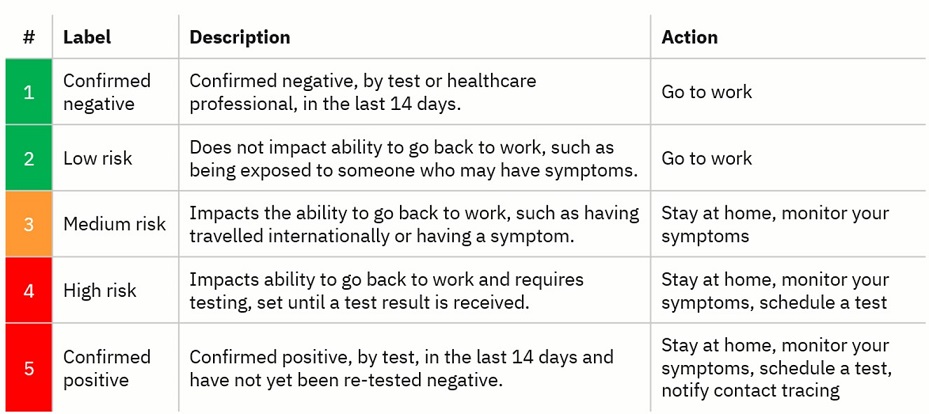 # Label Description Action
1
Confirmed
negative
Confirmed negative, by test or healthcare
professional, in the last 14 days.
Go to work
2
Low risk
Does not impact ability to go back to work, such as
being exposed to someone who may have symptoms.
Go to work
3
Medium risk
Impacts the ability to go back to work, such as having
travelled internationally or having a symptom.
Stay at home, monitor your
symptoms
4
High risk
Impacts ability to go back to work and requires
testing, set until a test result is received.
Stay at home, monitor your
symptoms, schedule a test
5
Confirmed
positive
Confirmed positive, by test, in the last 14 days and
have not yet been re-tested negative.
Stay at home, monitor your
symptoms, schedule a test,
notify contact tracing